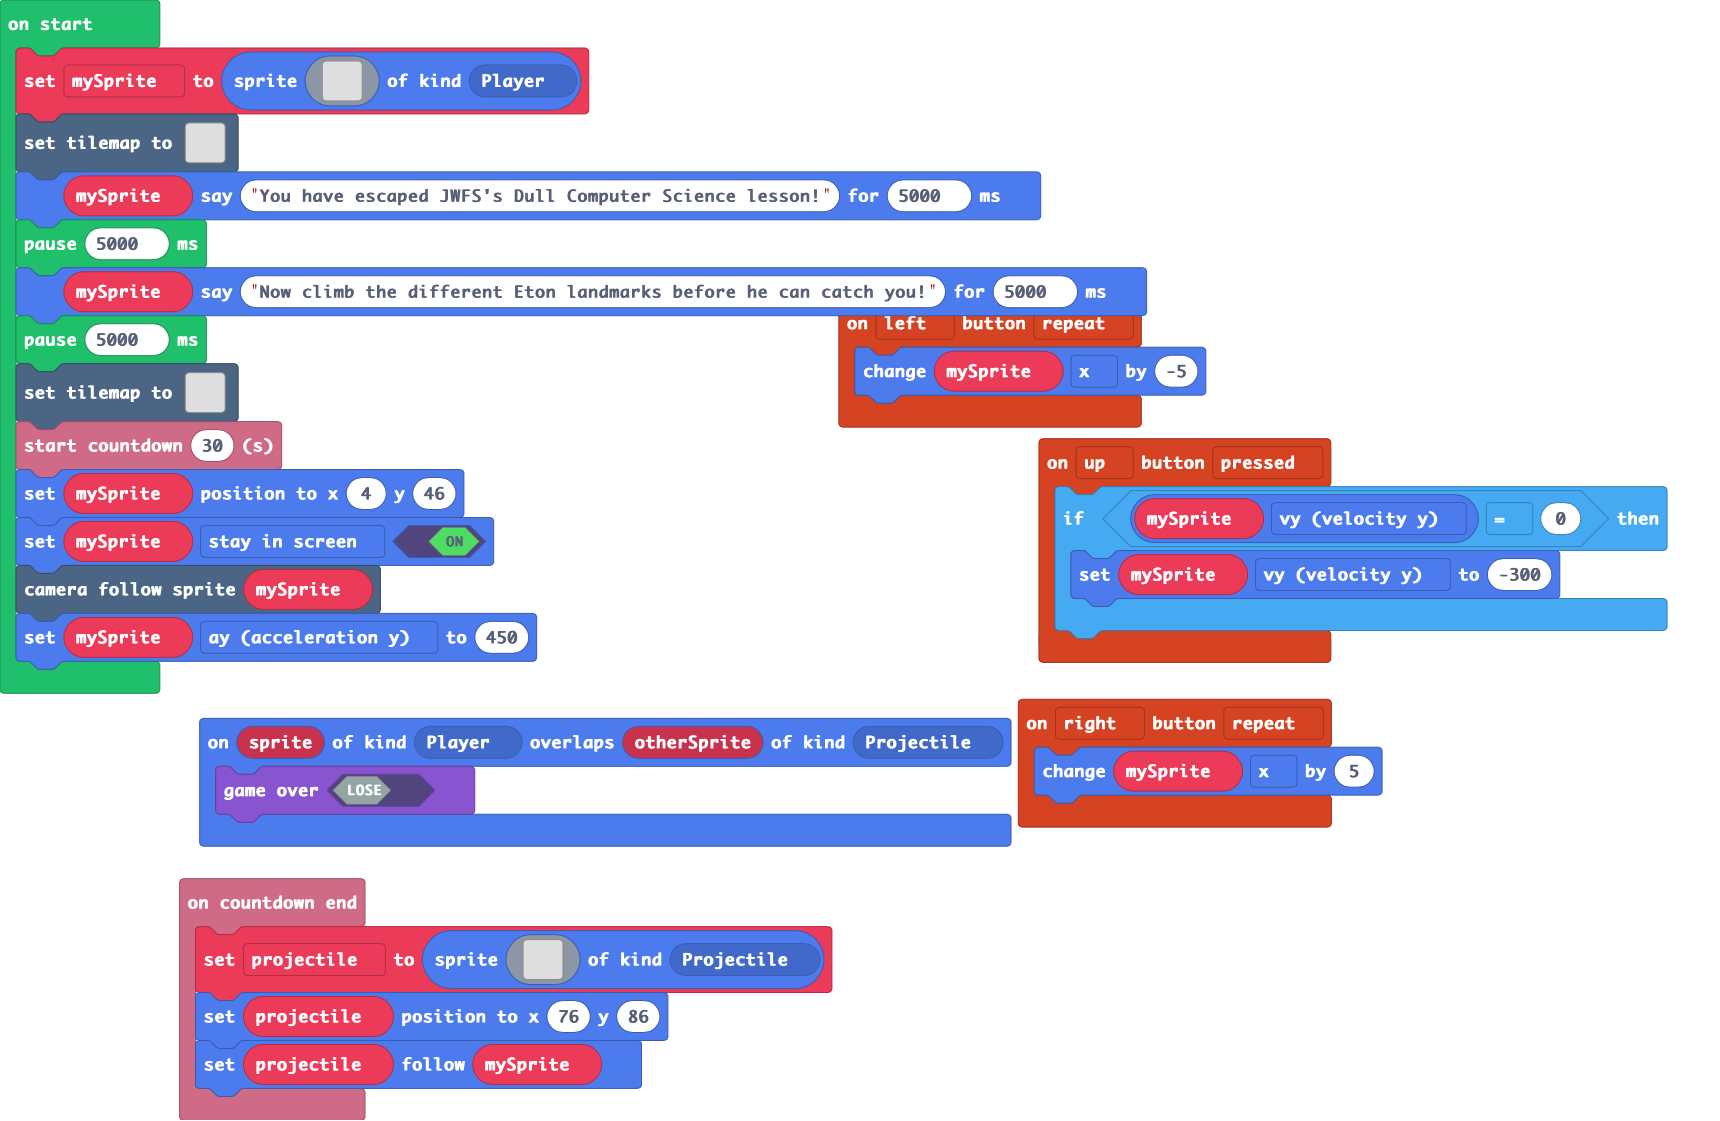 on start
set mySprite to sprite of kind Player
set tilemap to
mySprite say "You have escaped JWFS's Dull Computer Science lesson!" for 5000 ms
pause 5000 ms
mySprite say "Now climb the different Eton landmarks before he can catch you!" for 5000 ms
pause 5000 ms
set tilemap to
start countdown 30 (s)
set mySprite position to x 4 y 46
set mySprite stay in screen ON
camera follow sprite mySprite
set mySprite ay (acceleration y) to 450
on left button repeat
change mySprite x by -5
on up button pressed
if mySprite vy (velocity y) = 0 then
set mySprite vy (velocity y) to -300
on sprite of kind Player overlaps otherSprite of kind Projectile
game over LOSE
on right button repeat
change mySprite x by 5
on countdown end
set projectile to sprite of kind Projectile
set projectile position to x 76 y 86
set projectile follow mySprite